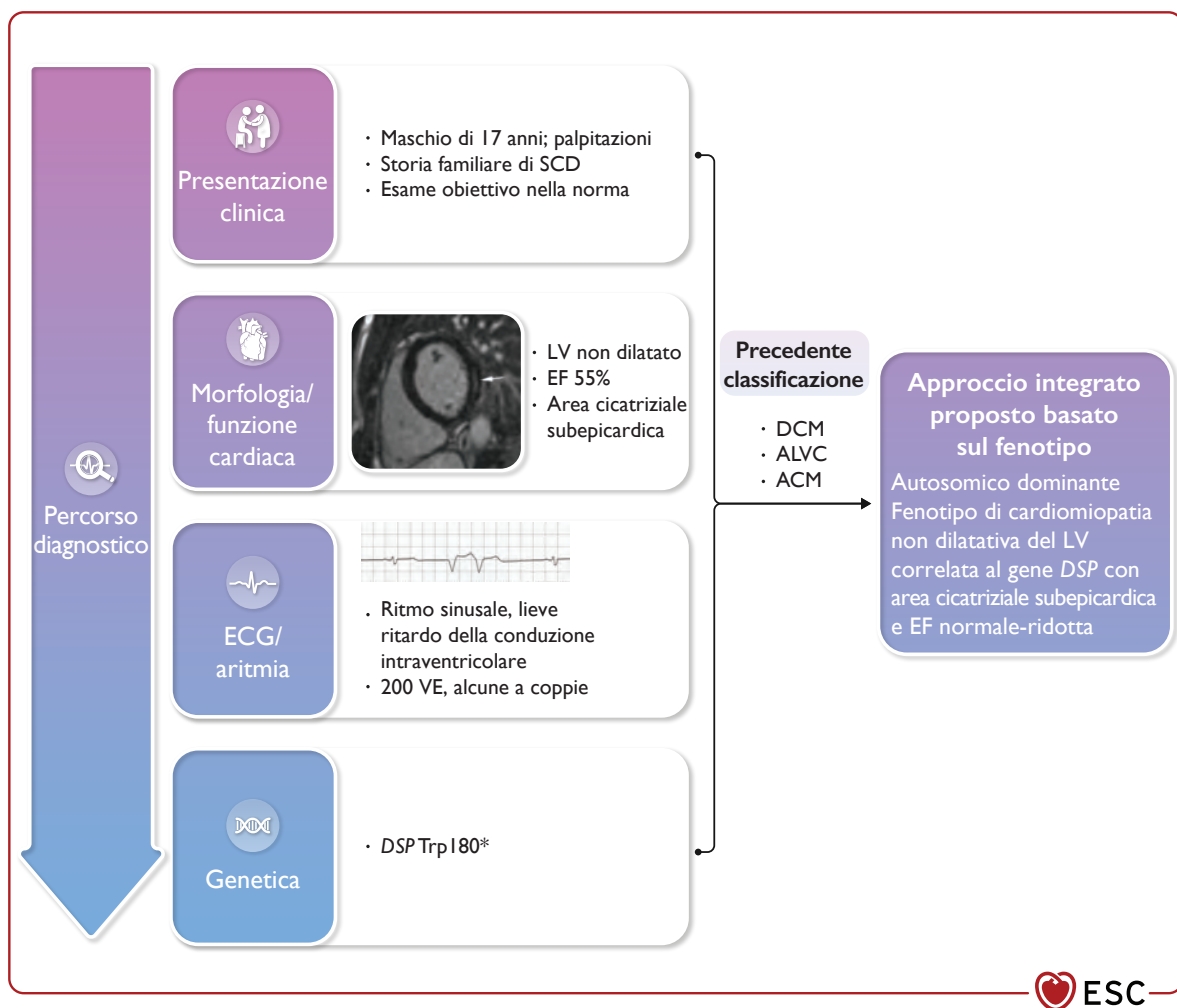 Percorso
diagnostico
Presentazione
clinica
· Maschio di 17 anni; palpitazioni
· Storia familiare di SCD
· Esame obiettivo nella norma
Morfologia/
funzione
cardiaca
· LV non dilatato
· EF 55%
· Area cicatriziale
subepicardica
ECG/
aritmia
. Ritmo sinusale, lieve
ritardo della conduzione
intraventricolare
· 200 VE, alcune a coppie
Genetica
· DSP Trp180*
Precedente
classificazione
· DCM
· ALVC
· ACM
Approccio integrato
proposto basato
sul fenotipo
Autosomico dominante
Fenotipo di cardiomiopatia
non dilatativa del LV
correlata al gene DSP con
area cicatriziale subepicardica
e EF normale-ridotta
ESC